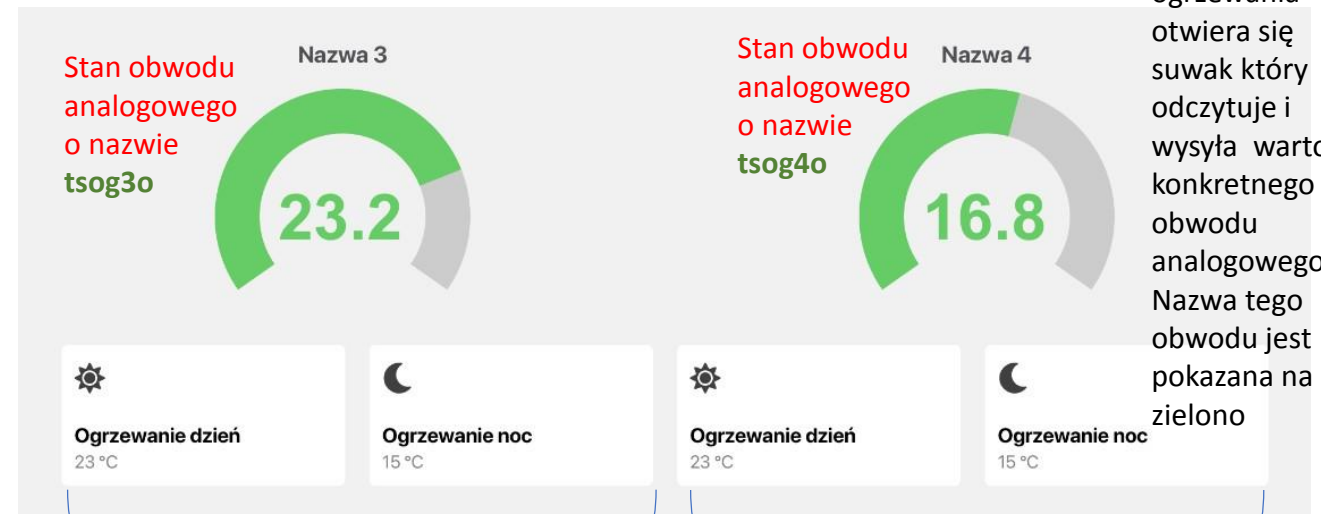 Nazwa 3
Stan obwodu
analogowego
o nazwie
tsog3o
23.2
Nazwa 4
Stan obwodu
analogowego
o nazwie
tsog4o
16.8
otwiera się
suwak który
odczytuje i
wysyła
konkretnego
obwodu
analogowego
Nazwa tego
obwodu jest
pokazana na
zielono
Ogrzewanie dzień
23 °C
Ogrzewanie noc
15 °C
Ogrzewanie dzień
23 °C
Ogrzewanie noc
15 °C